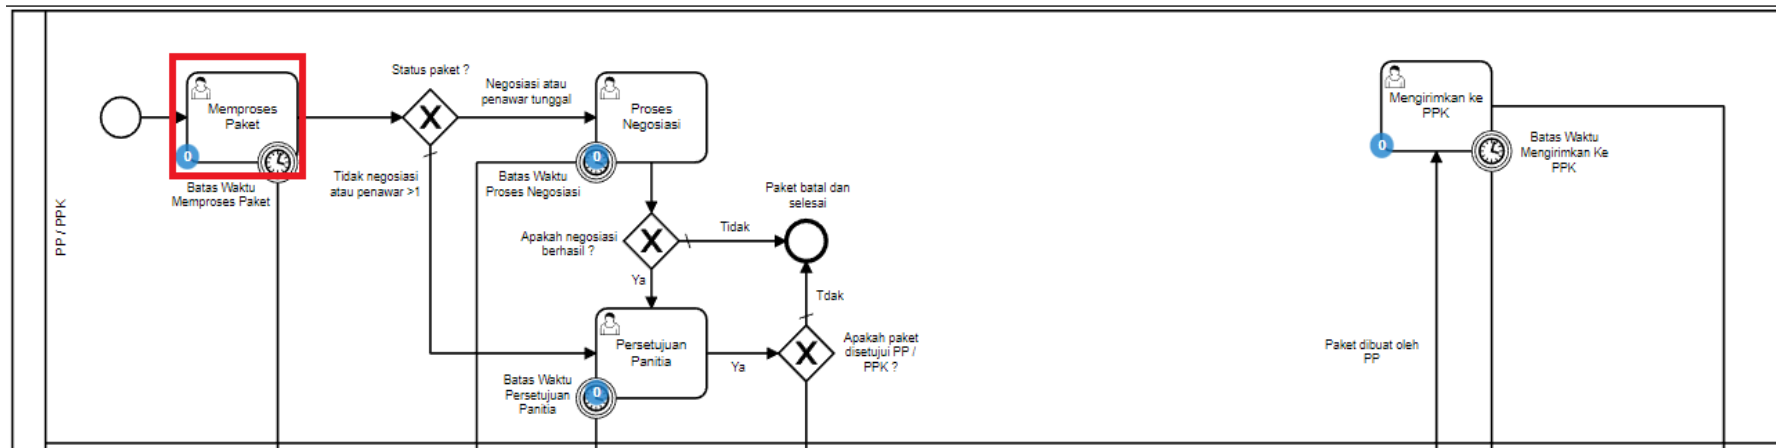 PP / PPK
Memproses
Paket
0
Batas Waktu
Memproses Paket
Status paket ?
X
Negosiasi atau
penawar tunggal
Tidak negosiasi
atau penawar >1
Proses
Negosiasi
0
Batas Waktu
Proses Negosiasi
Apakah negosiasi
berhasil ?
X
Tidak
Ya
Paket batal dan
selesai
Persetujuan
Panitia
0
Batas Waktu
Persetujuan
Panitia
Ya
X
Tdak
Apakah paket
disetujui PP /
PPK ?
Mengirimkan ke
PPK
0
Batas Waktu
Mengirimkan Ke
PPK
Paket dibuat oleh
PP